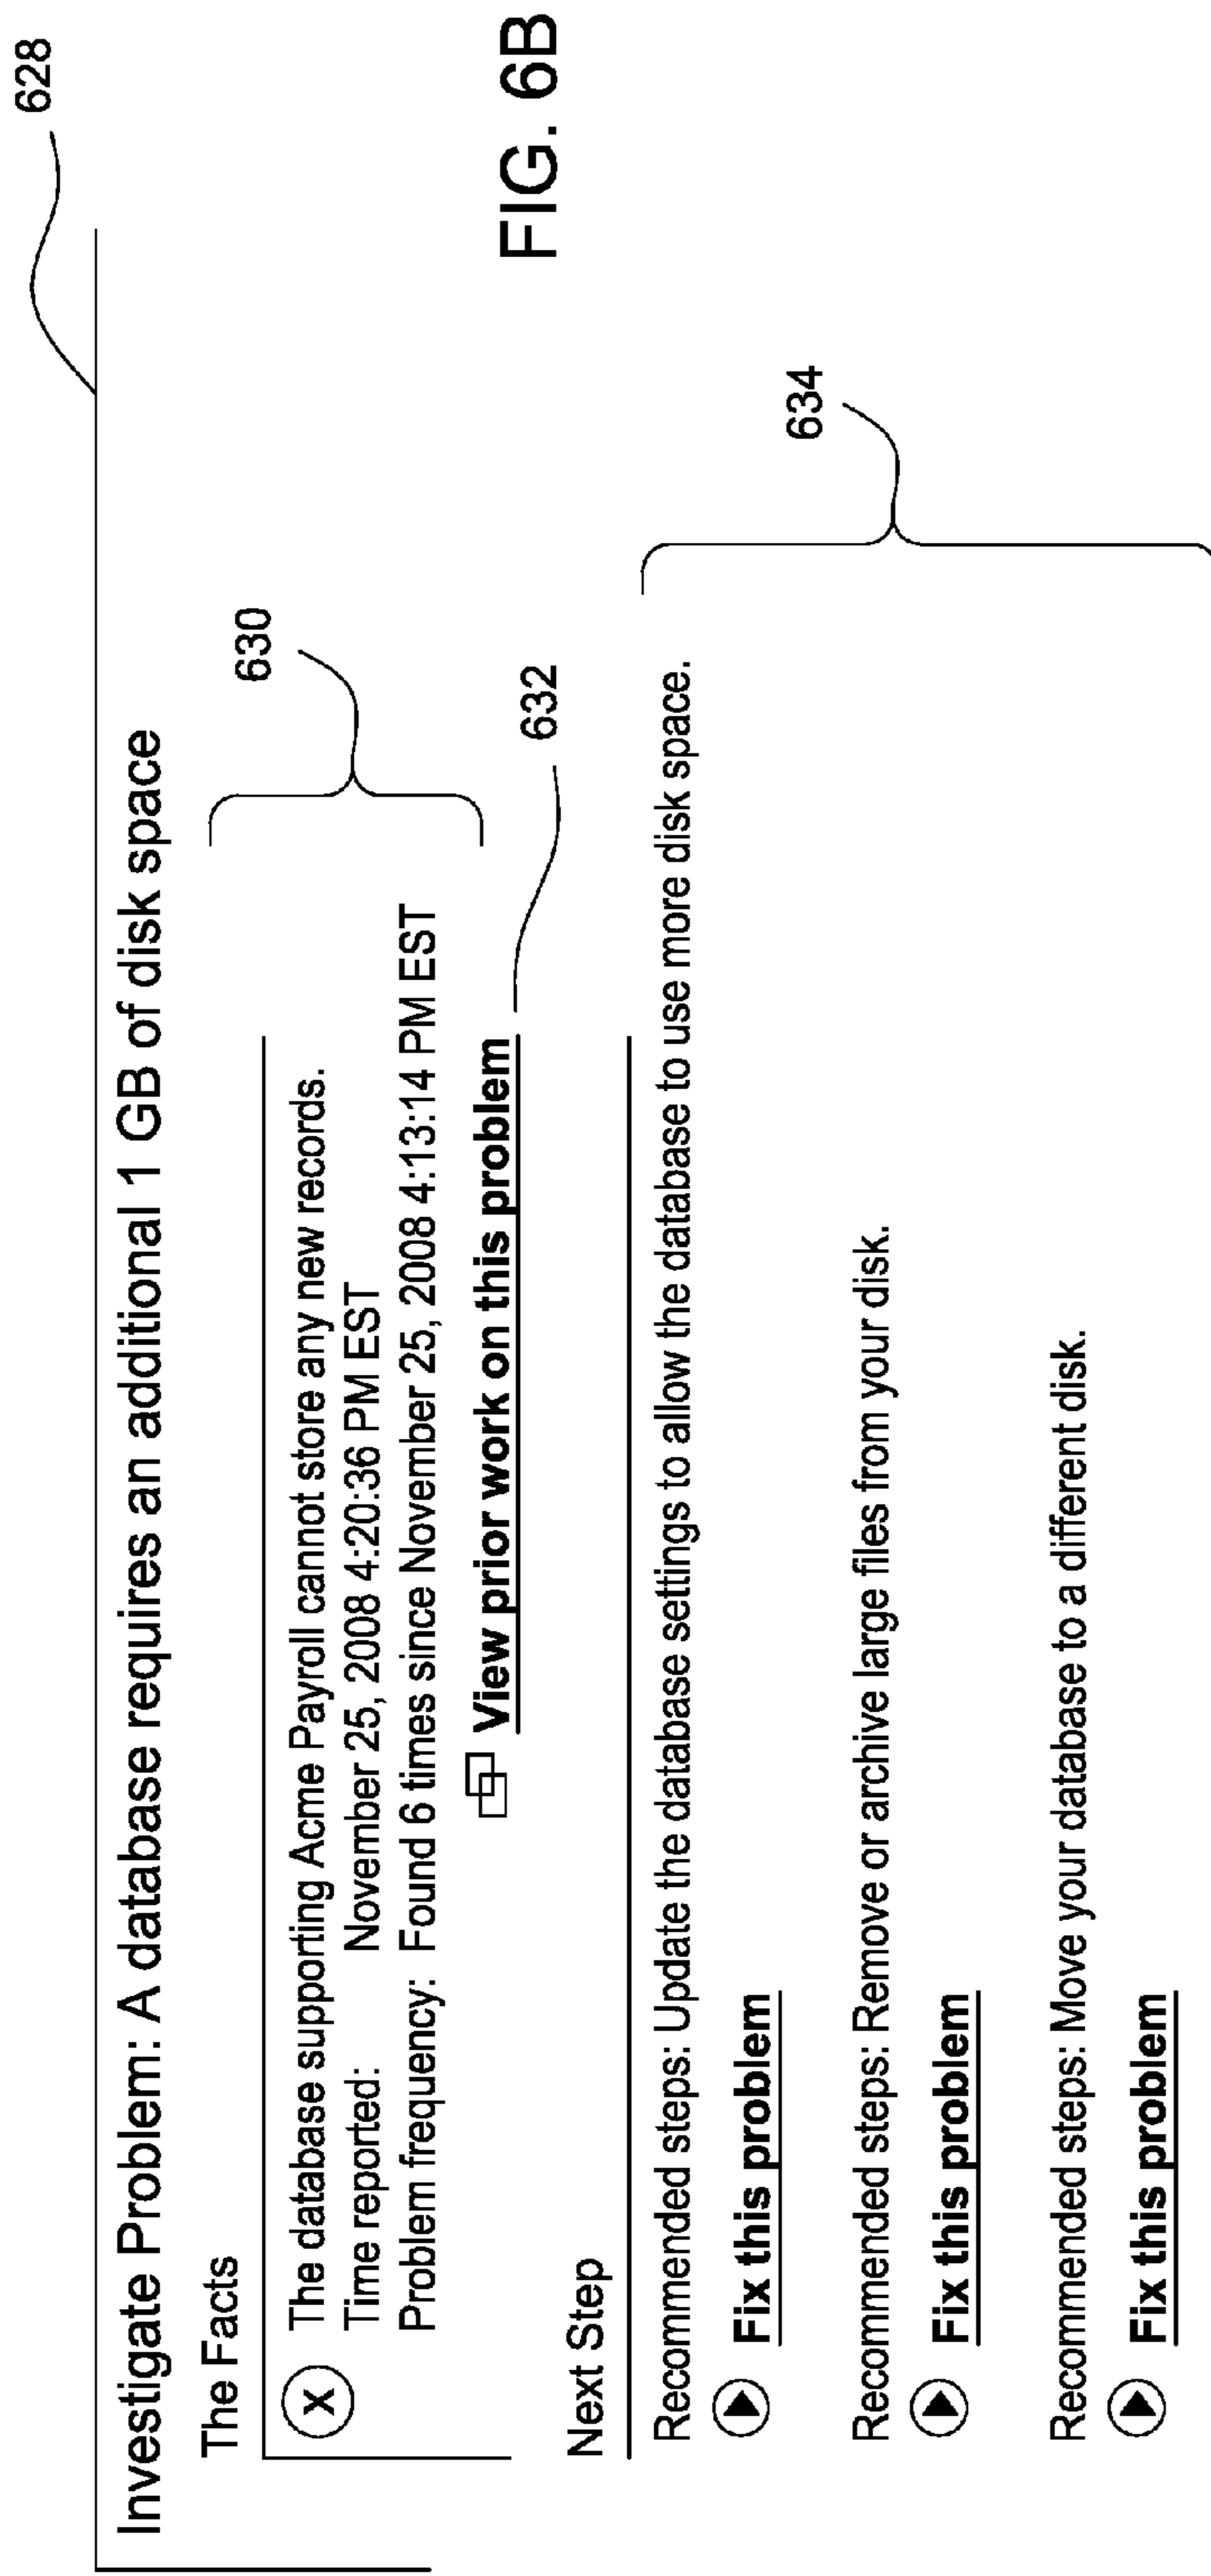 628
Investigate Problem: A database requires an additional 1 GB of disk space
The Facts
630
X The database supporting Acme Payroll cannot store any new records.
Time reported: November 25, 2008 4:20:36 PM EST
Problem frequency: Found 6 times since November 25, 2008 4:13:14 PM EST
View prior work on this problem
632
Next Step
634
Recommended steps: Update the database settings to allow the database to use more disk space.
Fix this problem
Recommended steps: Remove or archive large files from your disk.
Fix this problem
Recommended steps: Move your database to a different disk.
Fix this problem
FIG. 6B